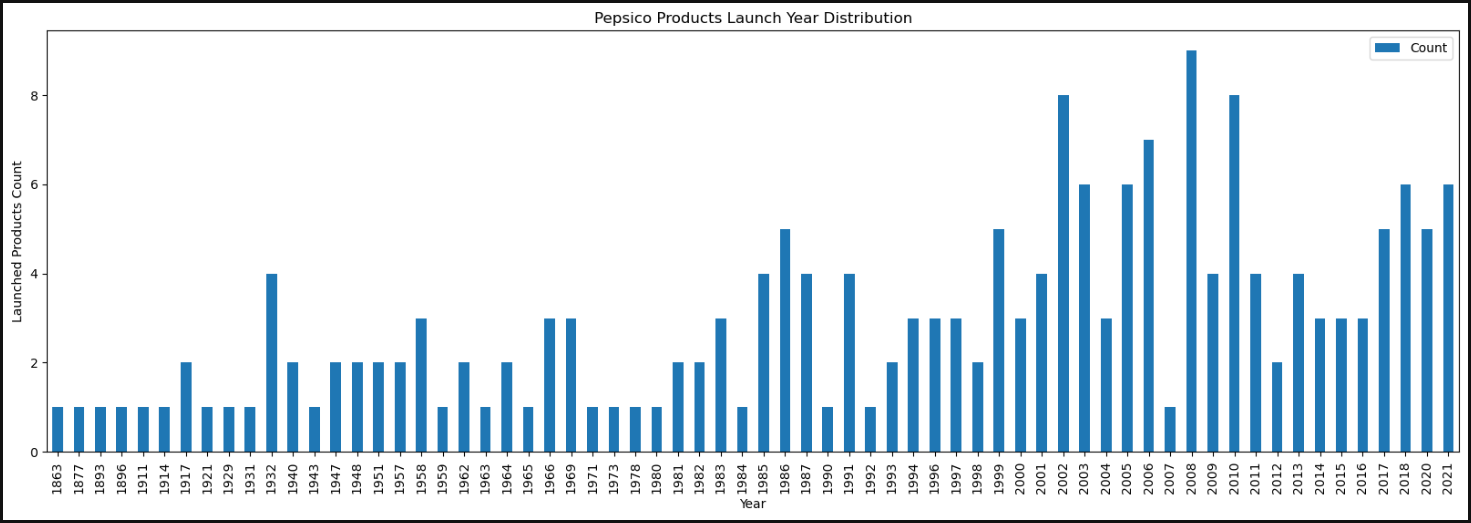 Pepsico Products Launch Year Distribution
Count
Launched Products Count
8
6
4
2
0
1863 1877 1893 1896 1911 1914 1917 1921 1929 1931 1932 1940 1943 1947 1948 1951 1957 1958 1959 1962 1963 1964 1965 1966 1969 1971 1973 1978 1980 1981 1982 1983 1984 1985 1986 1987 1990 1991 1992 1993 1994 1996 1997 1998 1999 2000 2001 2002 2003 2004 2005 2006 2007 2008 2009 2010 2011 2012 2013 2014 2015 2016 2017 2018 2020 2021
Year